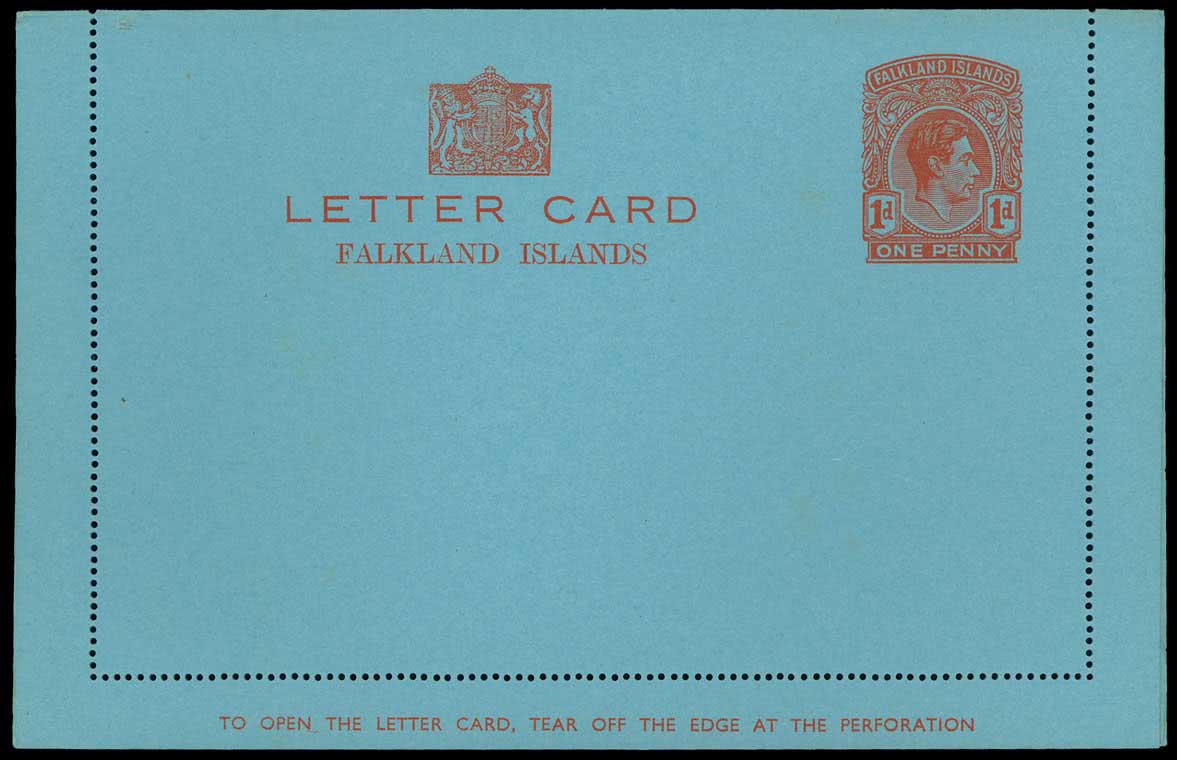 FALKLAND ISLANDS
1d 1d
ONE PENNY
LETTER CARD
FALKLAND ISLANDS
TO OPEN THE LETTER CARD, TEAR OFF THE EDGE AT THE PERFORATION